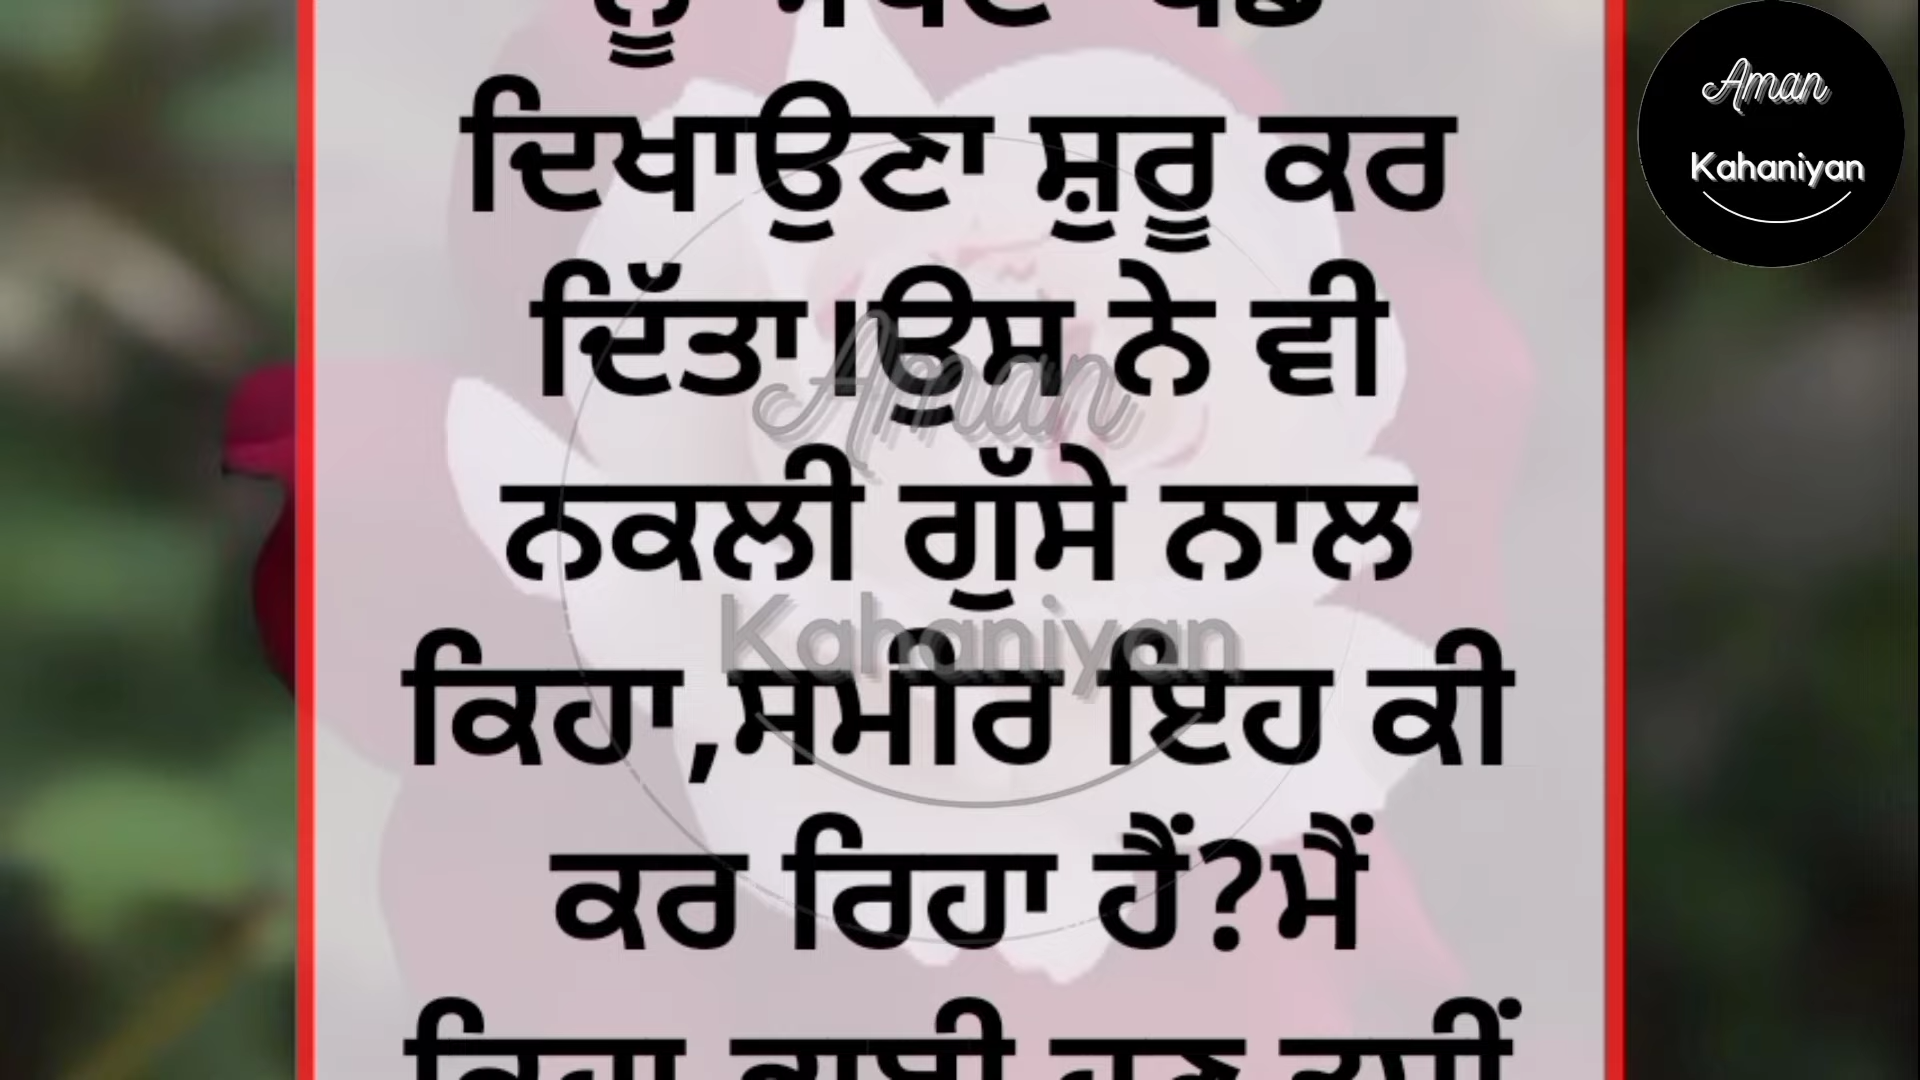 ਦਿਖਾਉਣਾ ਸ਼ੁਰੂ ਕਰ
ਦਿੱਤਾ।ਉਸ ਨੇ ਵੀ
ਨਕਲੀ ਗੁੱਸੇ ਨਾਲ
ਕਿਹਾ,ਸਮੀਰ ਇਹ ਕੀ
ਕਰ ਰਿਹਾ ਹੈਂ?ਮੈਂ
Aman
Kahaniyan
Aman
Kahaniyan